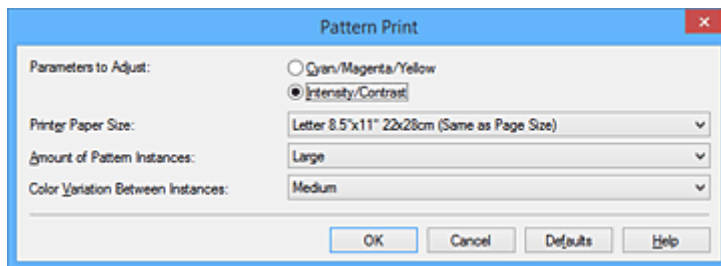 Pattern Print
Parameters to Adjust:
Cyan/Magenta/Yellow
Intensity/Contrast
Printer Paper Size:
Letter 8.5"x11" 22x28cm (Same as Page Size)
Amount of Pattern Instances:
Large
Color Variation Between Instances:
Medium
OK Cancel Defaults Help